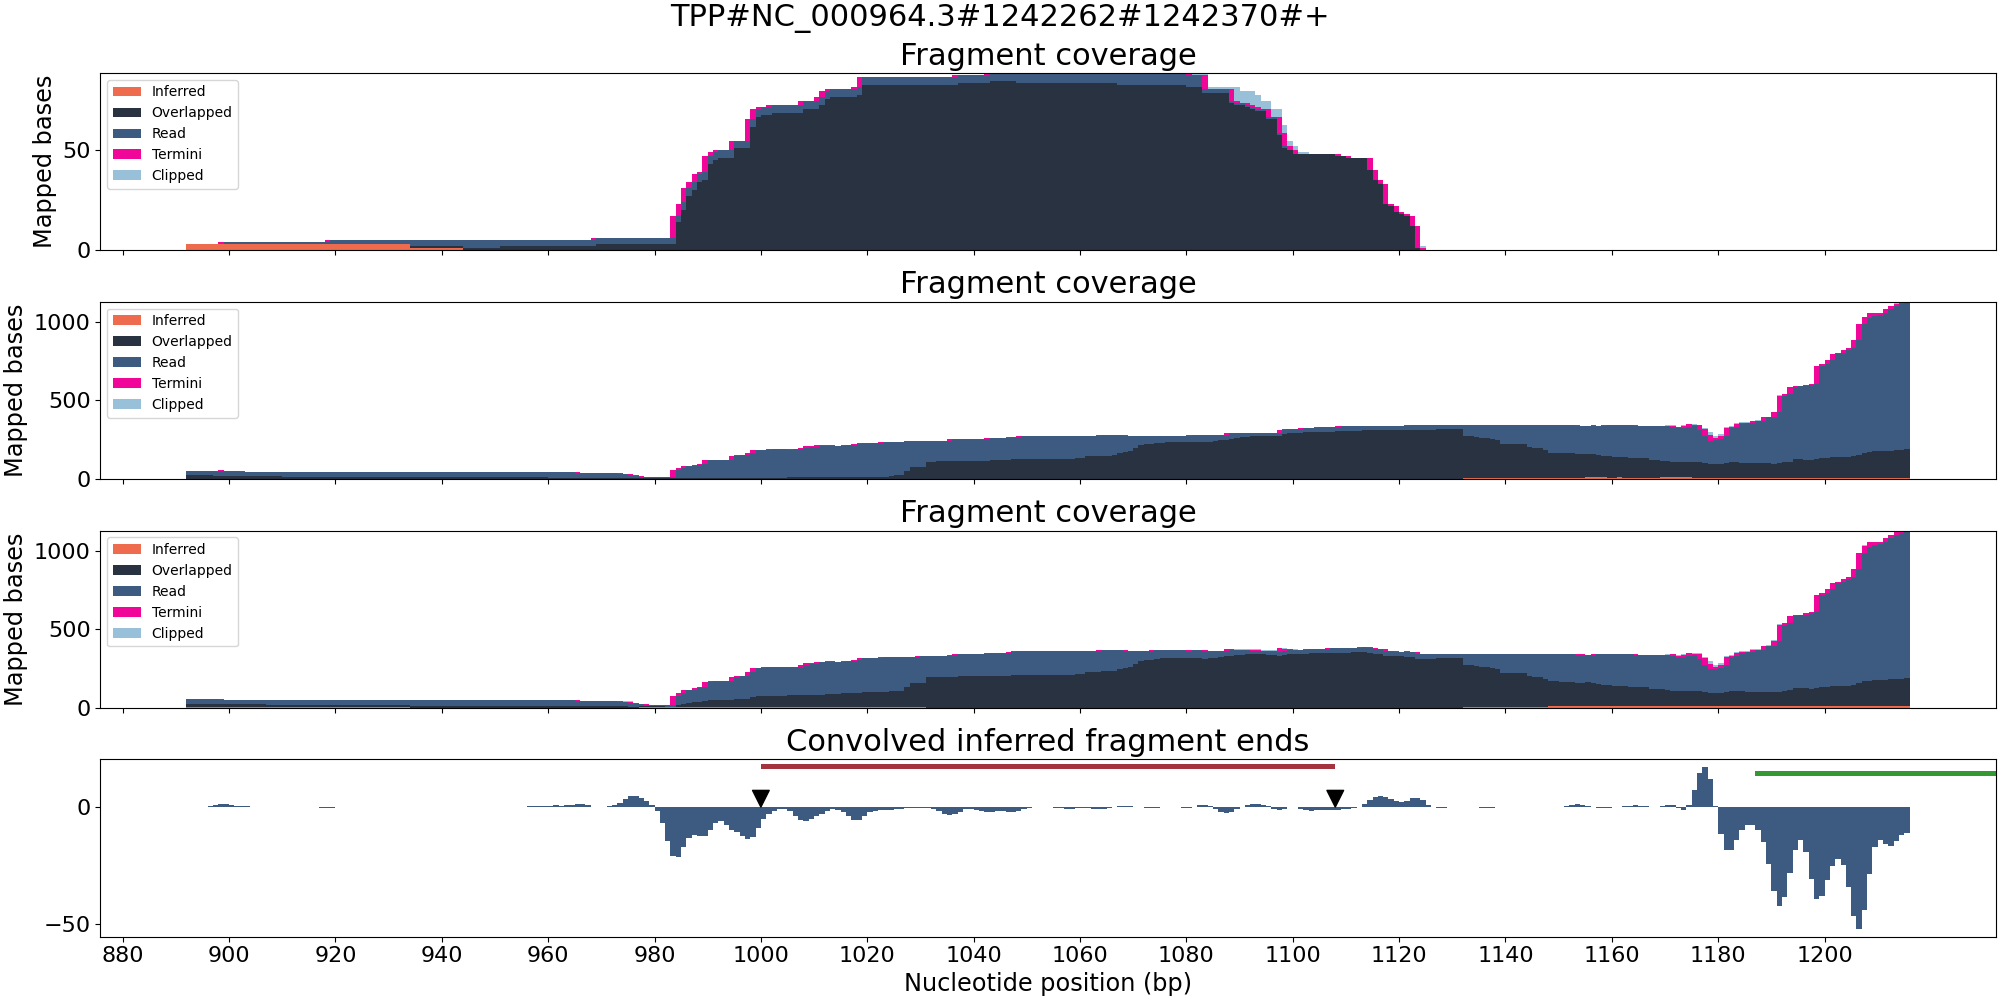 TPP#NC_000964.3#1242262#1242370#+
Fragment coverage
Mapped bases
50
0
Inferred
Overlapped
Read
Termini
Clipped
Fragment coverage
Mapped bases
1000
500
0
Inferred
Overlapped
Read
Termini
Clipped
Fragment coverage
Mapped bases
1000
500
0
Inferred
Overlapped
Read
Termini
Clipped
Convolved inferred fragment ends
0
−50
880 900 920 940 960 980 1000 1020 1040 1060 1080 1100 1120 1140 1160 1180 1200
Nucleotide position (bp)